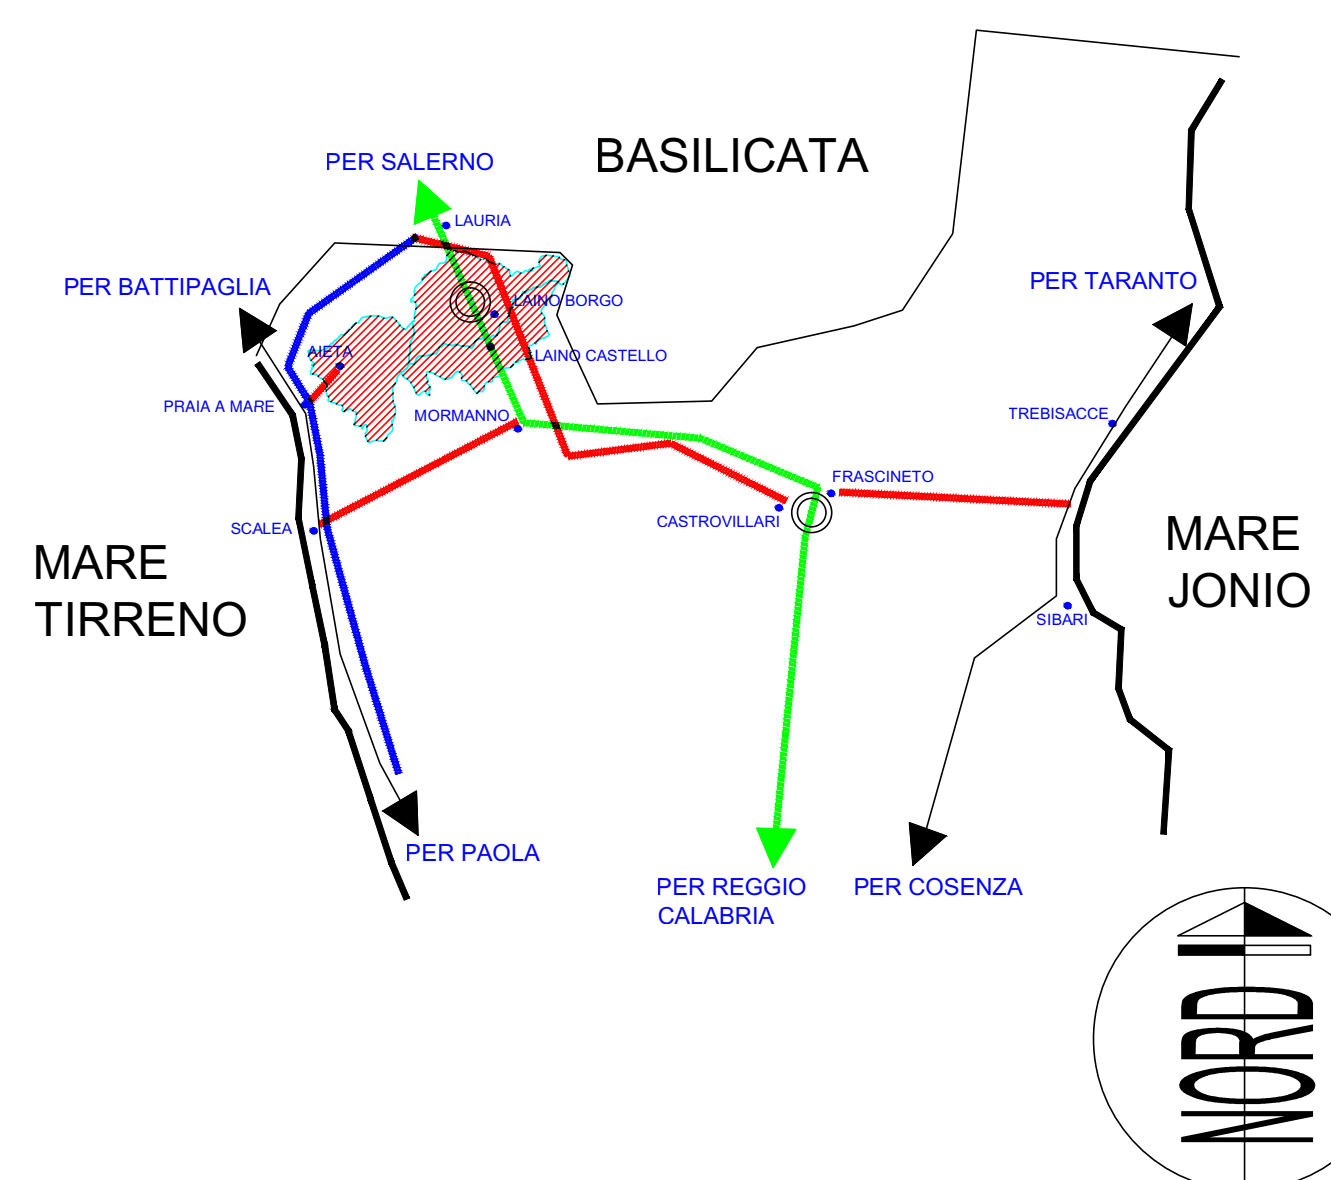 BASILICATA
PER SALERNO
LAURIA
PER TARANTO
PER BATTIPAGLIA
LAINO BORGO
AIETA
LAINO CASTELLO
PRAIA A MARE
MORMANNO
TREBISACCE
FRASCINETO
SCALEA
CASTROVILLARI
MARE
TIRRENO
MARE
JONIO
SIBARI
PER PAOLA
PER REGGIO
CALABRIA
PER COSENZA
NORD